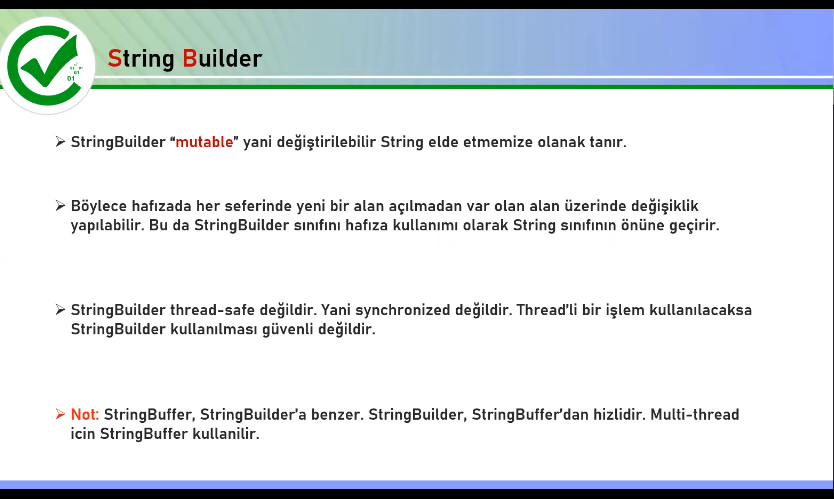 String Builder
➢ StringBuilder “mutable” yani değiştirilebilir String elde etmemize olanak tanır.
➢ Böylece hafızada her seferinde yeni bir alan açılmadan var olan alan üzerinde değişiklik
yapılabilir. Bu da StringBuilder sınıfını hafıza kullanımı olarak String sınıfının önüne geçirir.
➢ StringBuilder thread-safe değildir. Yani synchronized değildir. Thread’li bir işlem kullanılacaksa
StringBuilder kullanılması güvenli değildir.
➢ Not: StringBuffer, StringBuilder’a benzer. StringBuilder, StringBuffer’dan hizlidir. Multi-thread
icin StringBuffer kullanilir.